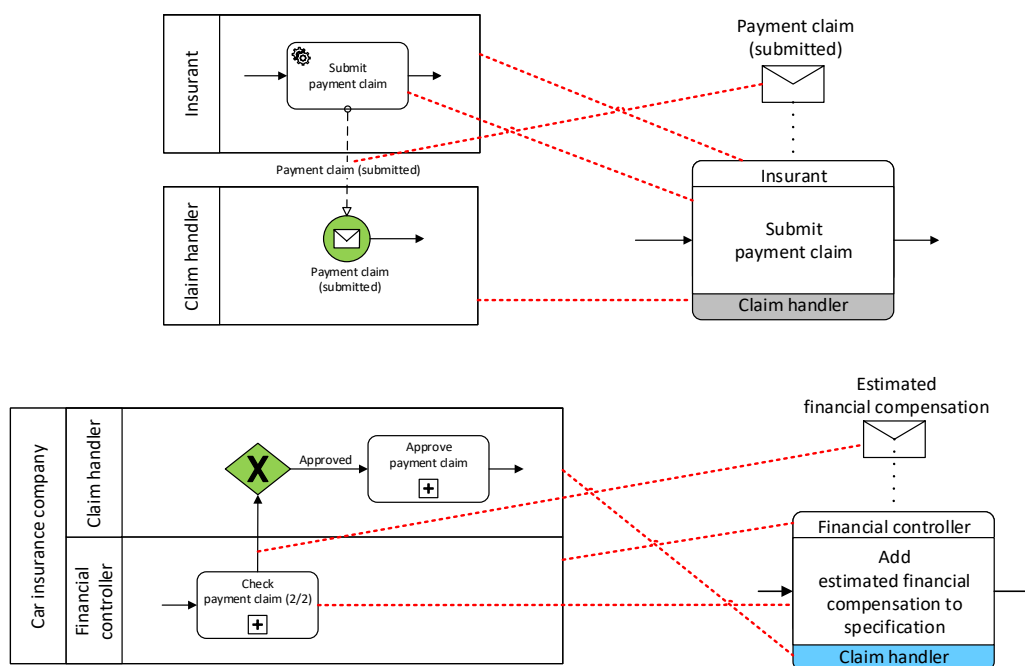 Payment claim
(submitted)
Insurant
Submit
payment claim
Payment claim (submitted)
Claim handler
Payment claim
(submitted)
Insurant
Submit
payment claim
Claim handler
Estimated
financial compensation
Car insurance company
Claim handler
X
Approved
Approve
payment claim
Financial
controller
Check
payment claim (2/2)
Financial controller
Add
estimated financial
compensation to
specification
Claim handler